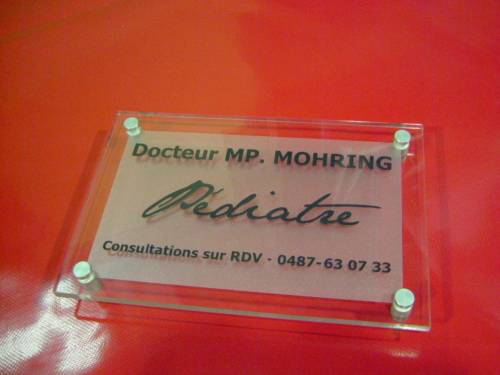 Docteur MP. MOHRING
Pédiatre
Consultations sur RDV - 0487-63 07 33